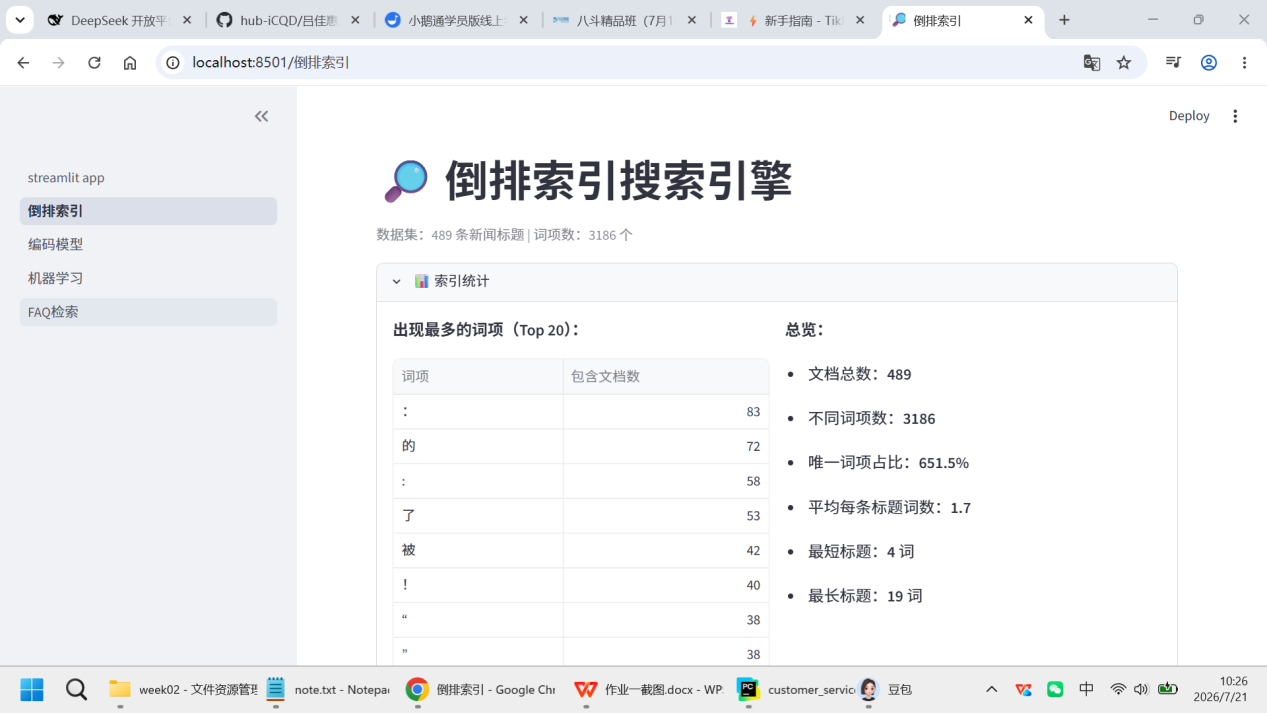 DeepSeek 开放平
hub-iCQD/吕佳惠
小鹅通学员版线上
八斗精品班（7月1
新手指南 - Tik
倒排索引
localhost:8501/倒排索引
Deploy
streamlit app
倒排索引
编码模型
机器学习
FAQ检索
倒排索引搜索引擎
数据集：489 条新闻标题 | 词项数：3186 个
索引统计
出现最多的词项（Top 20）：
词项 包含文档数
： 83
的 72
: 58
了 53
被 42
！ 40
“ 38
” 38
总览：
文档总数：489
不同词项数：3186
唯一词项占比：651.5%
平均每条标题词数：1.7
最短标题：4 词
最长标题：19 词
week02 - 文件资源管理
note.txt - Notepa
倒排索引 - Google Chr
作业一截图.docx - WP
customer_servic
豆包
中
10:26
2026/7/21